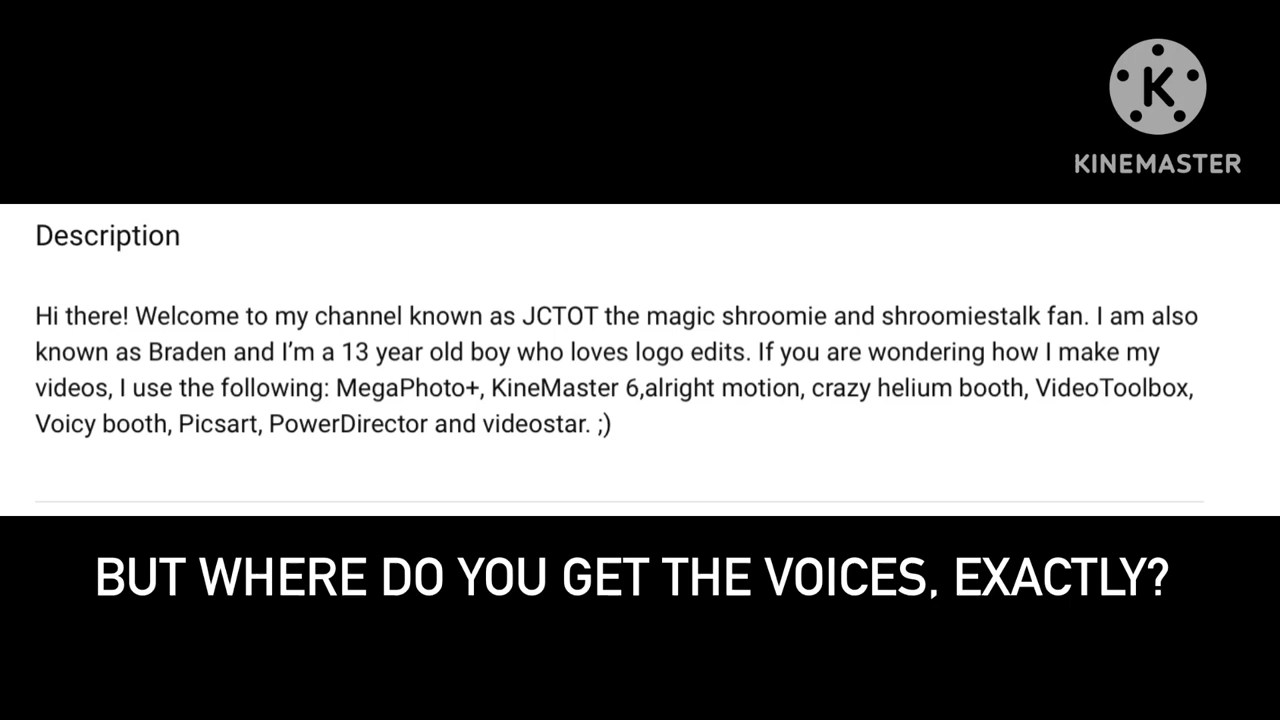 K
KINEMASTER
Description
Hi there! Welcome to my channel known as JCTOT the magic shroomie and shroomiestalk fan. I am also
known as Braden and I'm a 13 year old boy who loves logo edits. If you are wondering how I make my
videos, I use the following: MegaPhoto+, KineMaster 6,alright motion, crazy helium booth, VideoToolbox,
Voicy booth, Picsart, PowerDirector and videostar. ;)
BUT WHERE DO YOU GET THE VOICES, EXACTLY?